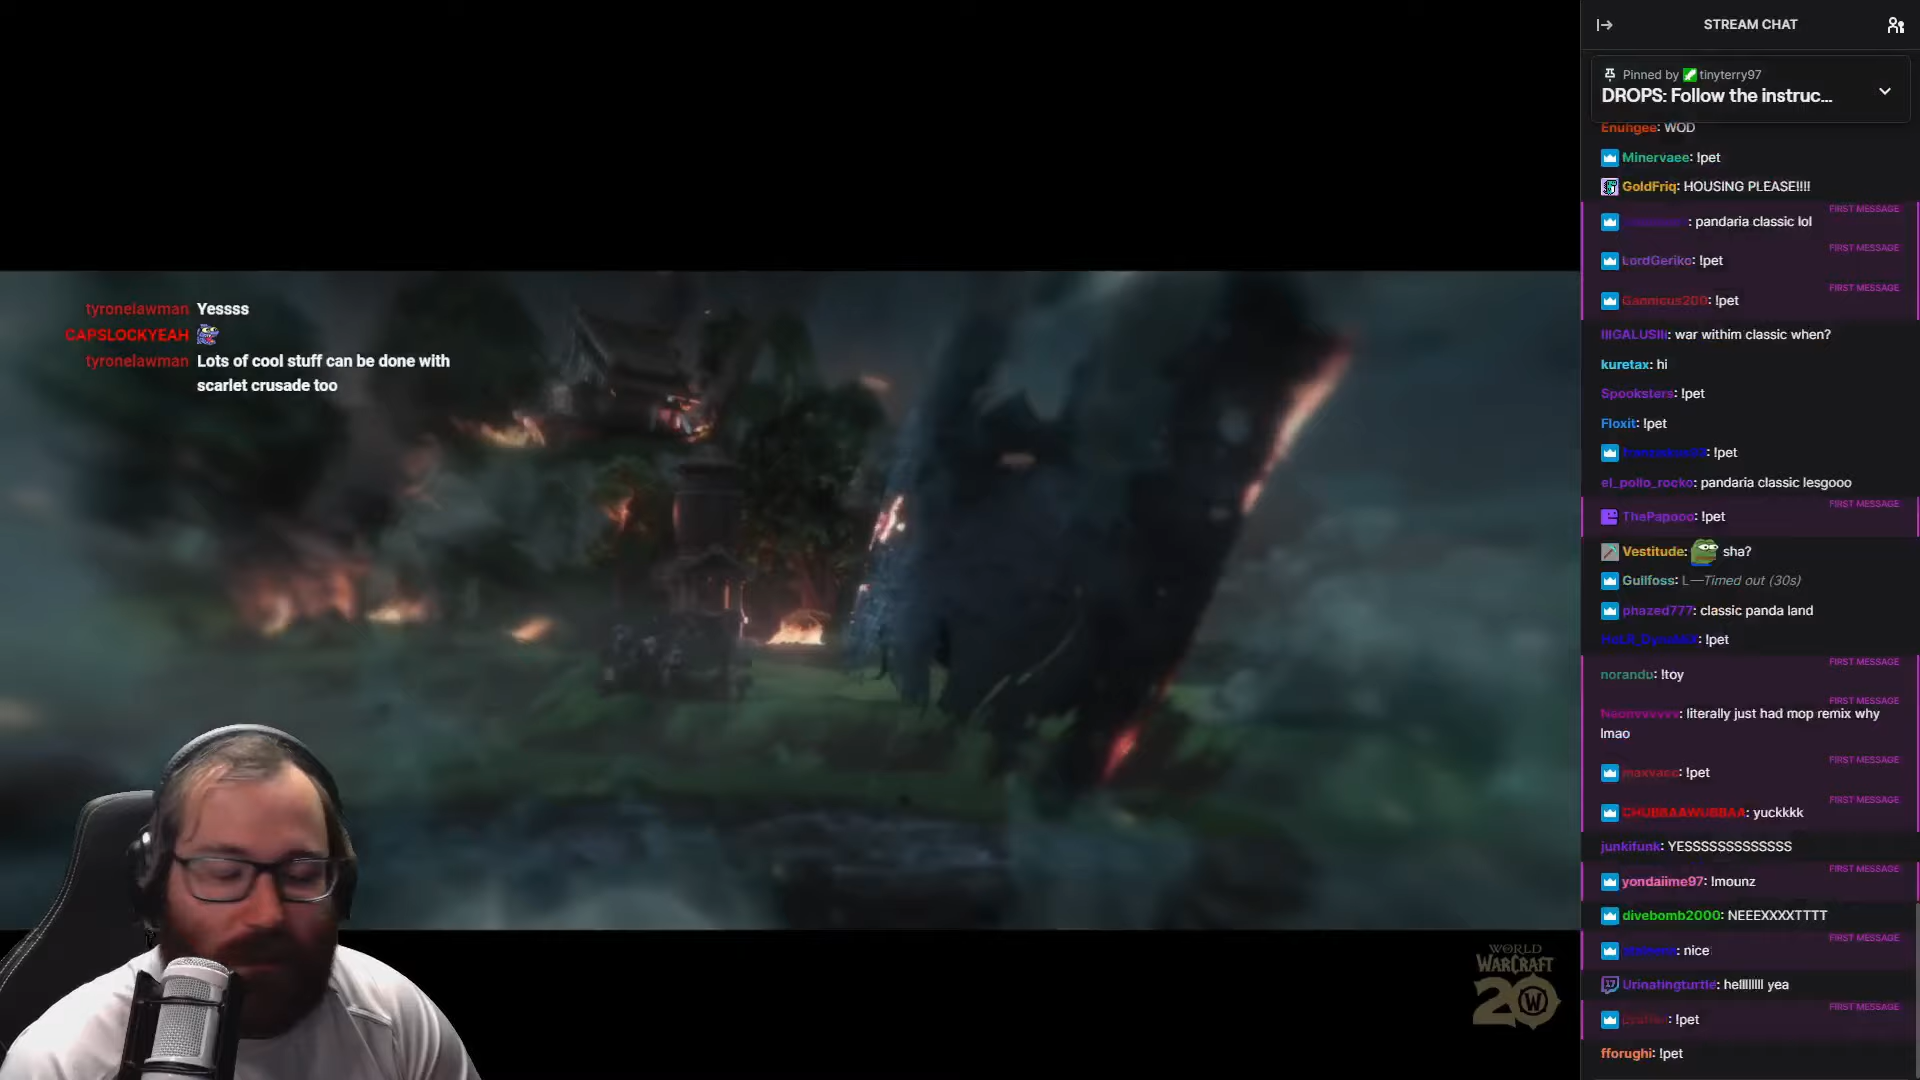 STREAM CHAT
Pinned by tinyterry97
DROPS: Follow the instruc...
Enuhgee: WOD
Minervaee: !pet
GoldFriq: HOUSING PLEASE!!!!
FIRST MESSAGE
: pandaria classic lol
FIRST MESSAGE
LordGeriko: !pet
FIRST MESSAGE
Gannicus200: !pet
IIIGALUSIII: war withim classic when?
kuretax: hi
Spooksters: !pet
Floxit: !pet
: !pet
el_pollo_rocko: pandaria classic lesgooo
FIRST MESSAGE
ThePapooo: !pet
Vestitude: sha?
Gullfoss: L—Timed out (30s)
phazed777: classic panda land
: !pet
FIRST MESSAGE
norandu: !toy
FIRST MESSAGE
: literally just had mop remix why
lmao
FIRST MESSAGE
maxvacc: !pet
FIRST MESSAGE
CHUBBAAWUBBAA: yuckkkk
junkifunk: YESSSSSSSSSSSSS
FIRST MESSAGE
yondaiime97: !mounz
divebomb2000: NEEEXXXXTTTT
FIRST MESSAGE
: nice
Urinatingturtle: hellllllll yea
FIRST MESSAGE
: !pet
fforughi: !pet
tyronelawman Yessss
CAPSLOCKYEAH
tyronelawman Lots of cool stuff can be done with
scarlet crusade too
WORLD
WARCRAFT
20